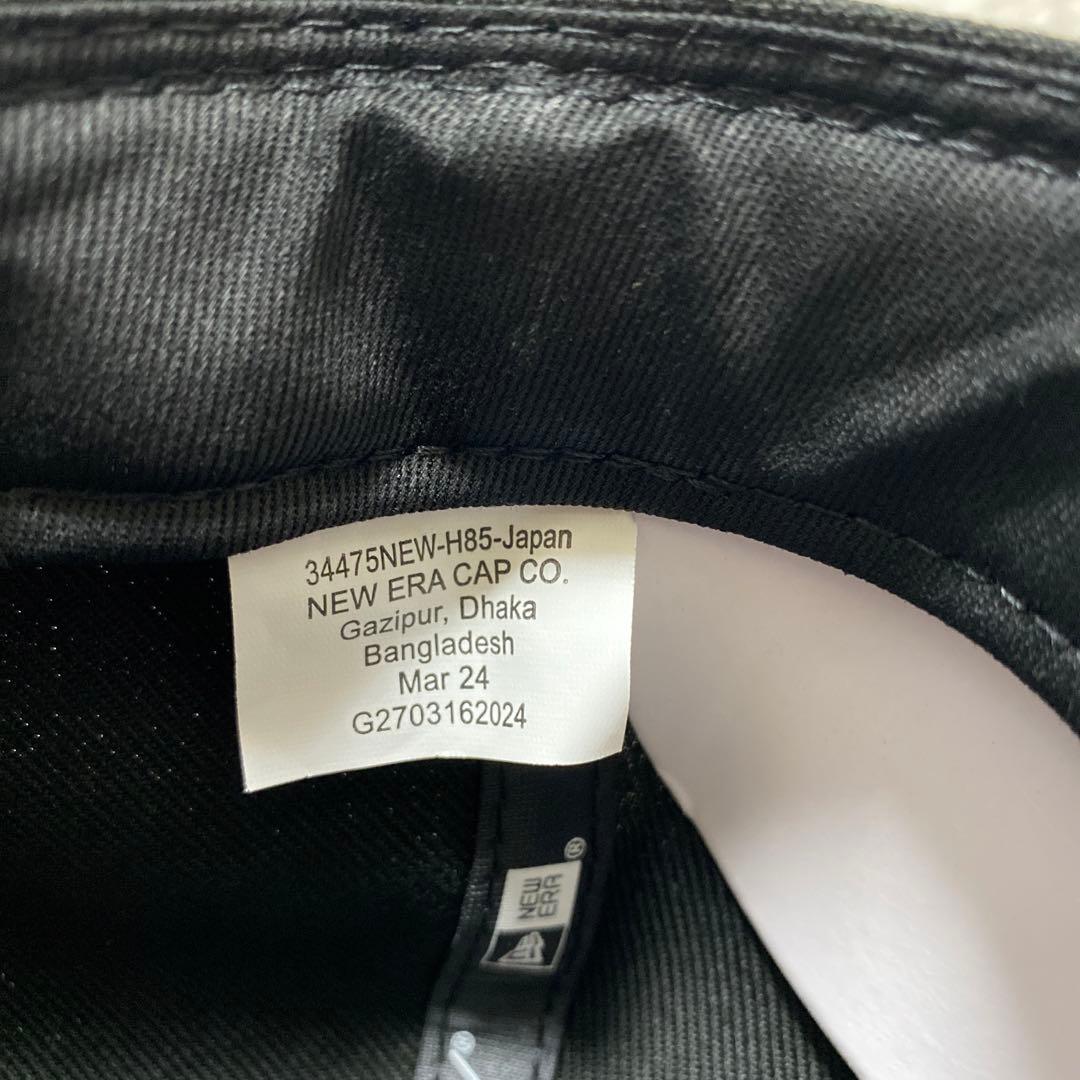 34475NEW-H85-Japan
NEW ERA CAP CO.
Gazipur, Dhaka
Bangladesh
Mar 24
G2703162024
®
NEW
ERA
®